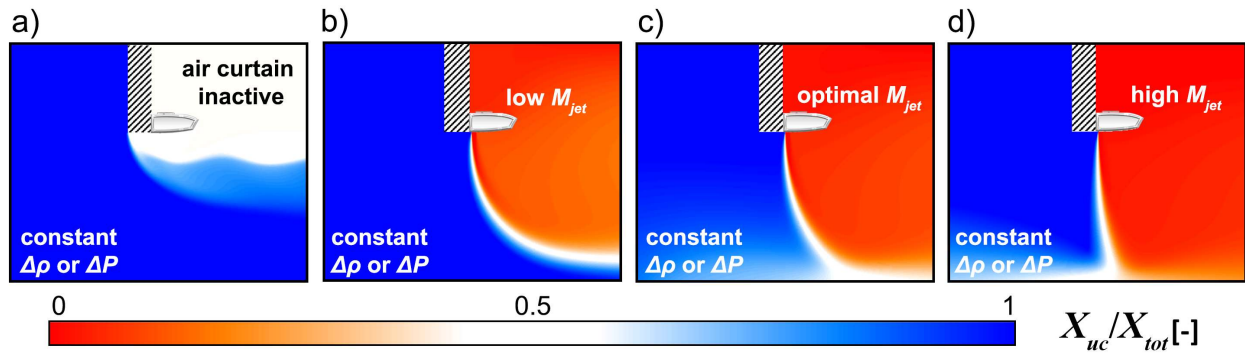 a)
air curtain
inactive
constant
Δρ or ΔP
b)
low M_jet
constant
Δρ or ΔP
c)
optimal M_jet
constant
Δρ or ΔP
d)
high M_jet
constant
Δρ or ΔP
0 0.5 1
X_uc/X_tot [-]